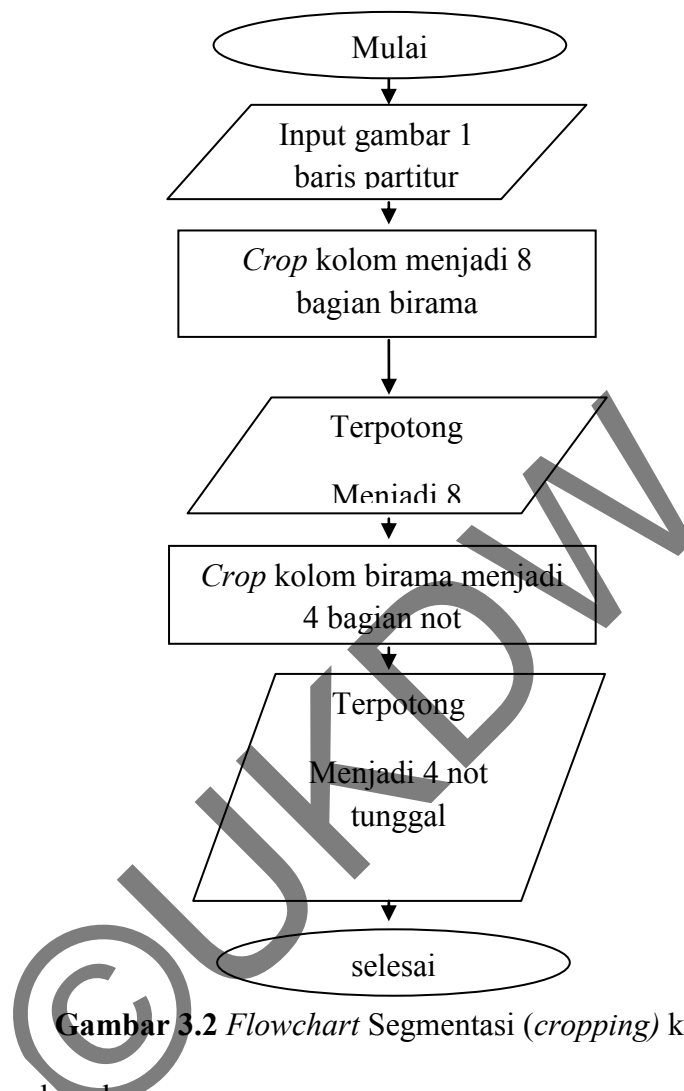 Mulai
Input gambar 1
baris partitur
Crop kolom menjadi 8
bagian birama
Terpotong
Menjadi 8
Crop kolom birama menjadi
4 bagian not
Terpotong
Menjadi 4 not
tunggal
selesai
©UKDW
Gambar 3.2 Flowchart Segmentasi (cropping) k